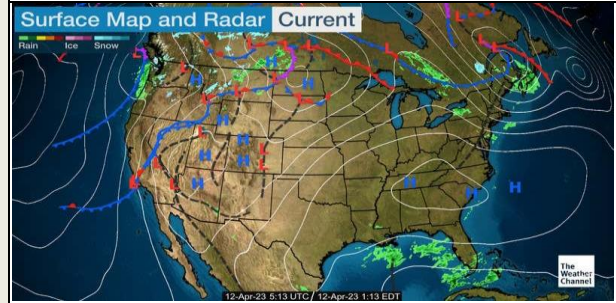 Surface Map and Radar Current
Rain Ice Snow
L L L L L
L L
H H H
L L L L
H
L L
H H L
H L
L L H H H H
The
Weather
Channel
12-Apr-23 5:13 UTC / 12-Apr-23 1:13 EDT